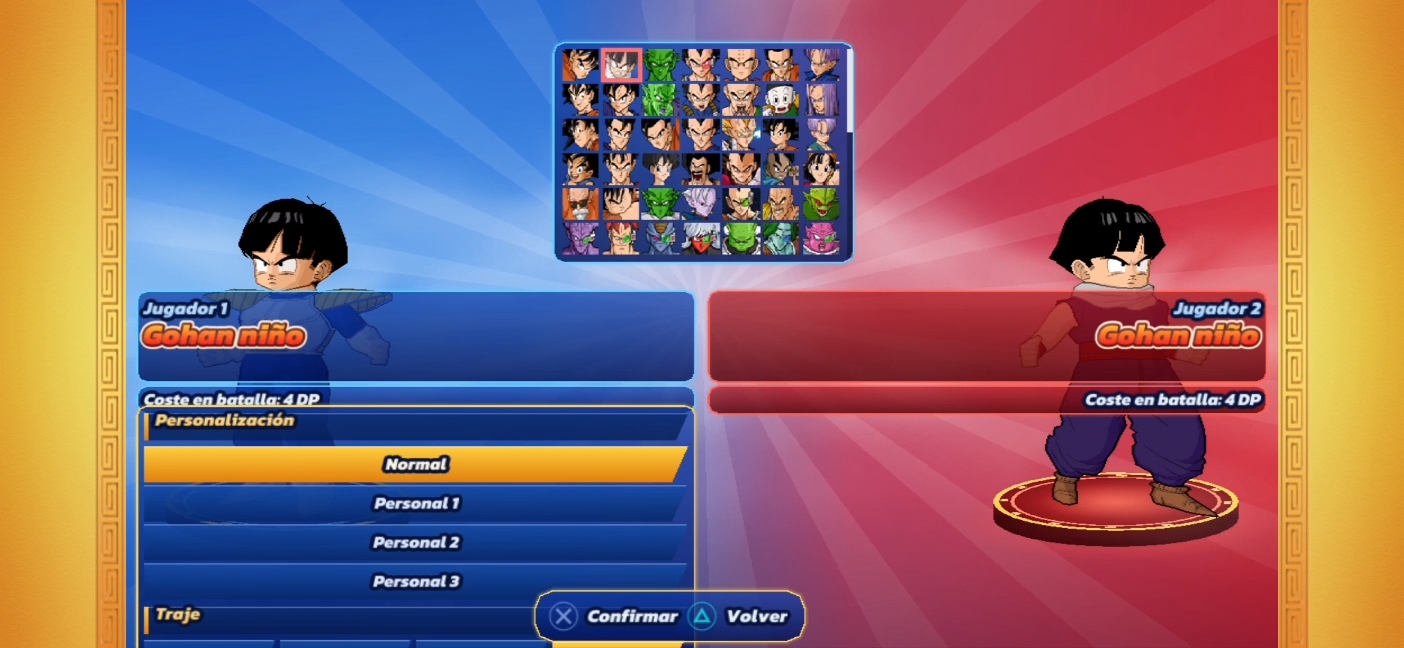 Jugador 1
Gohan niño
Coste en batalla: 4 DP
Personalización
Normal
Personal 1
Personal 2
Personal 3
Traje
Jugador 2
Gohan niño
Coste en batalla: 4 DP
Confirmar Volver